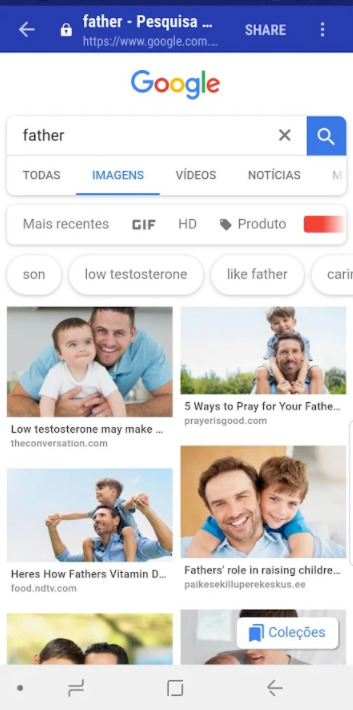 father - Pesquisa ...
https://www.google.com....
SHARE
Google
father
TODAS IMAGENS VÍDEOS NOTÍCIAS
Mais recentes GIF HD Produto
son low testosterone like father
Low testosterone may make ...
theconversation.com
5 Ways to Pray for Your Fathe...
prayerisgood.com
Heres How Fathers Vitamin D...
food.ndtv.com
Fathers' role in raising childre...
paikesekilluperekeskus.ee
Coleções